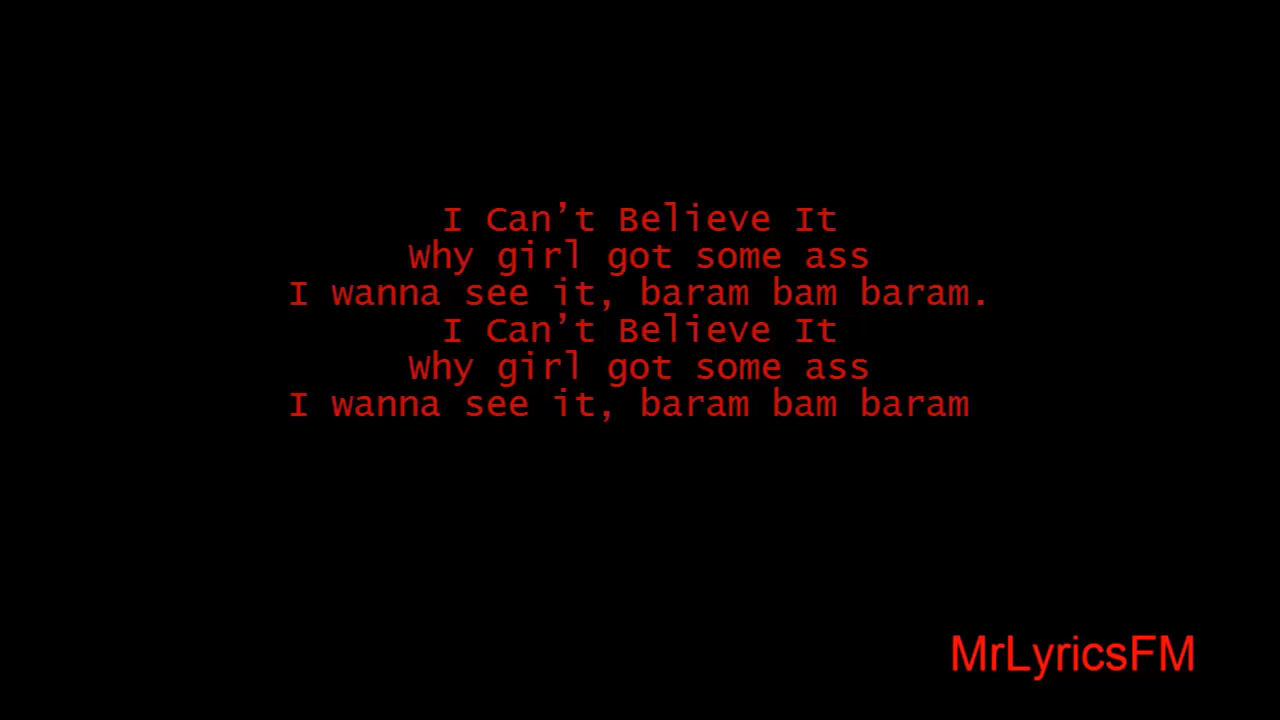 I Can’t Believe It
Why girl got some ass
I wanna see it, baram bam baram.
I Can’t Believe It
Why girl got some ass
I wanna see it, baram bam baram
MrLyricsFM